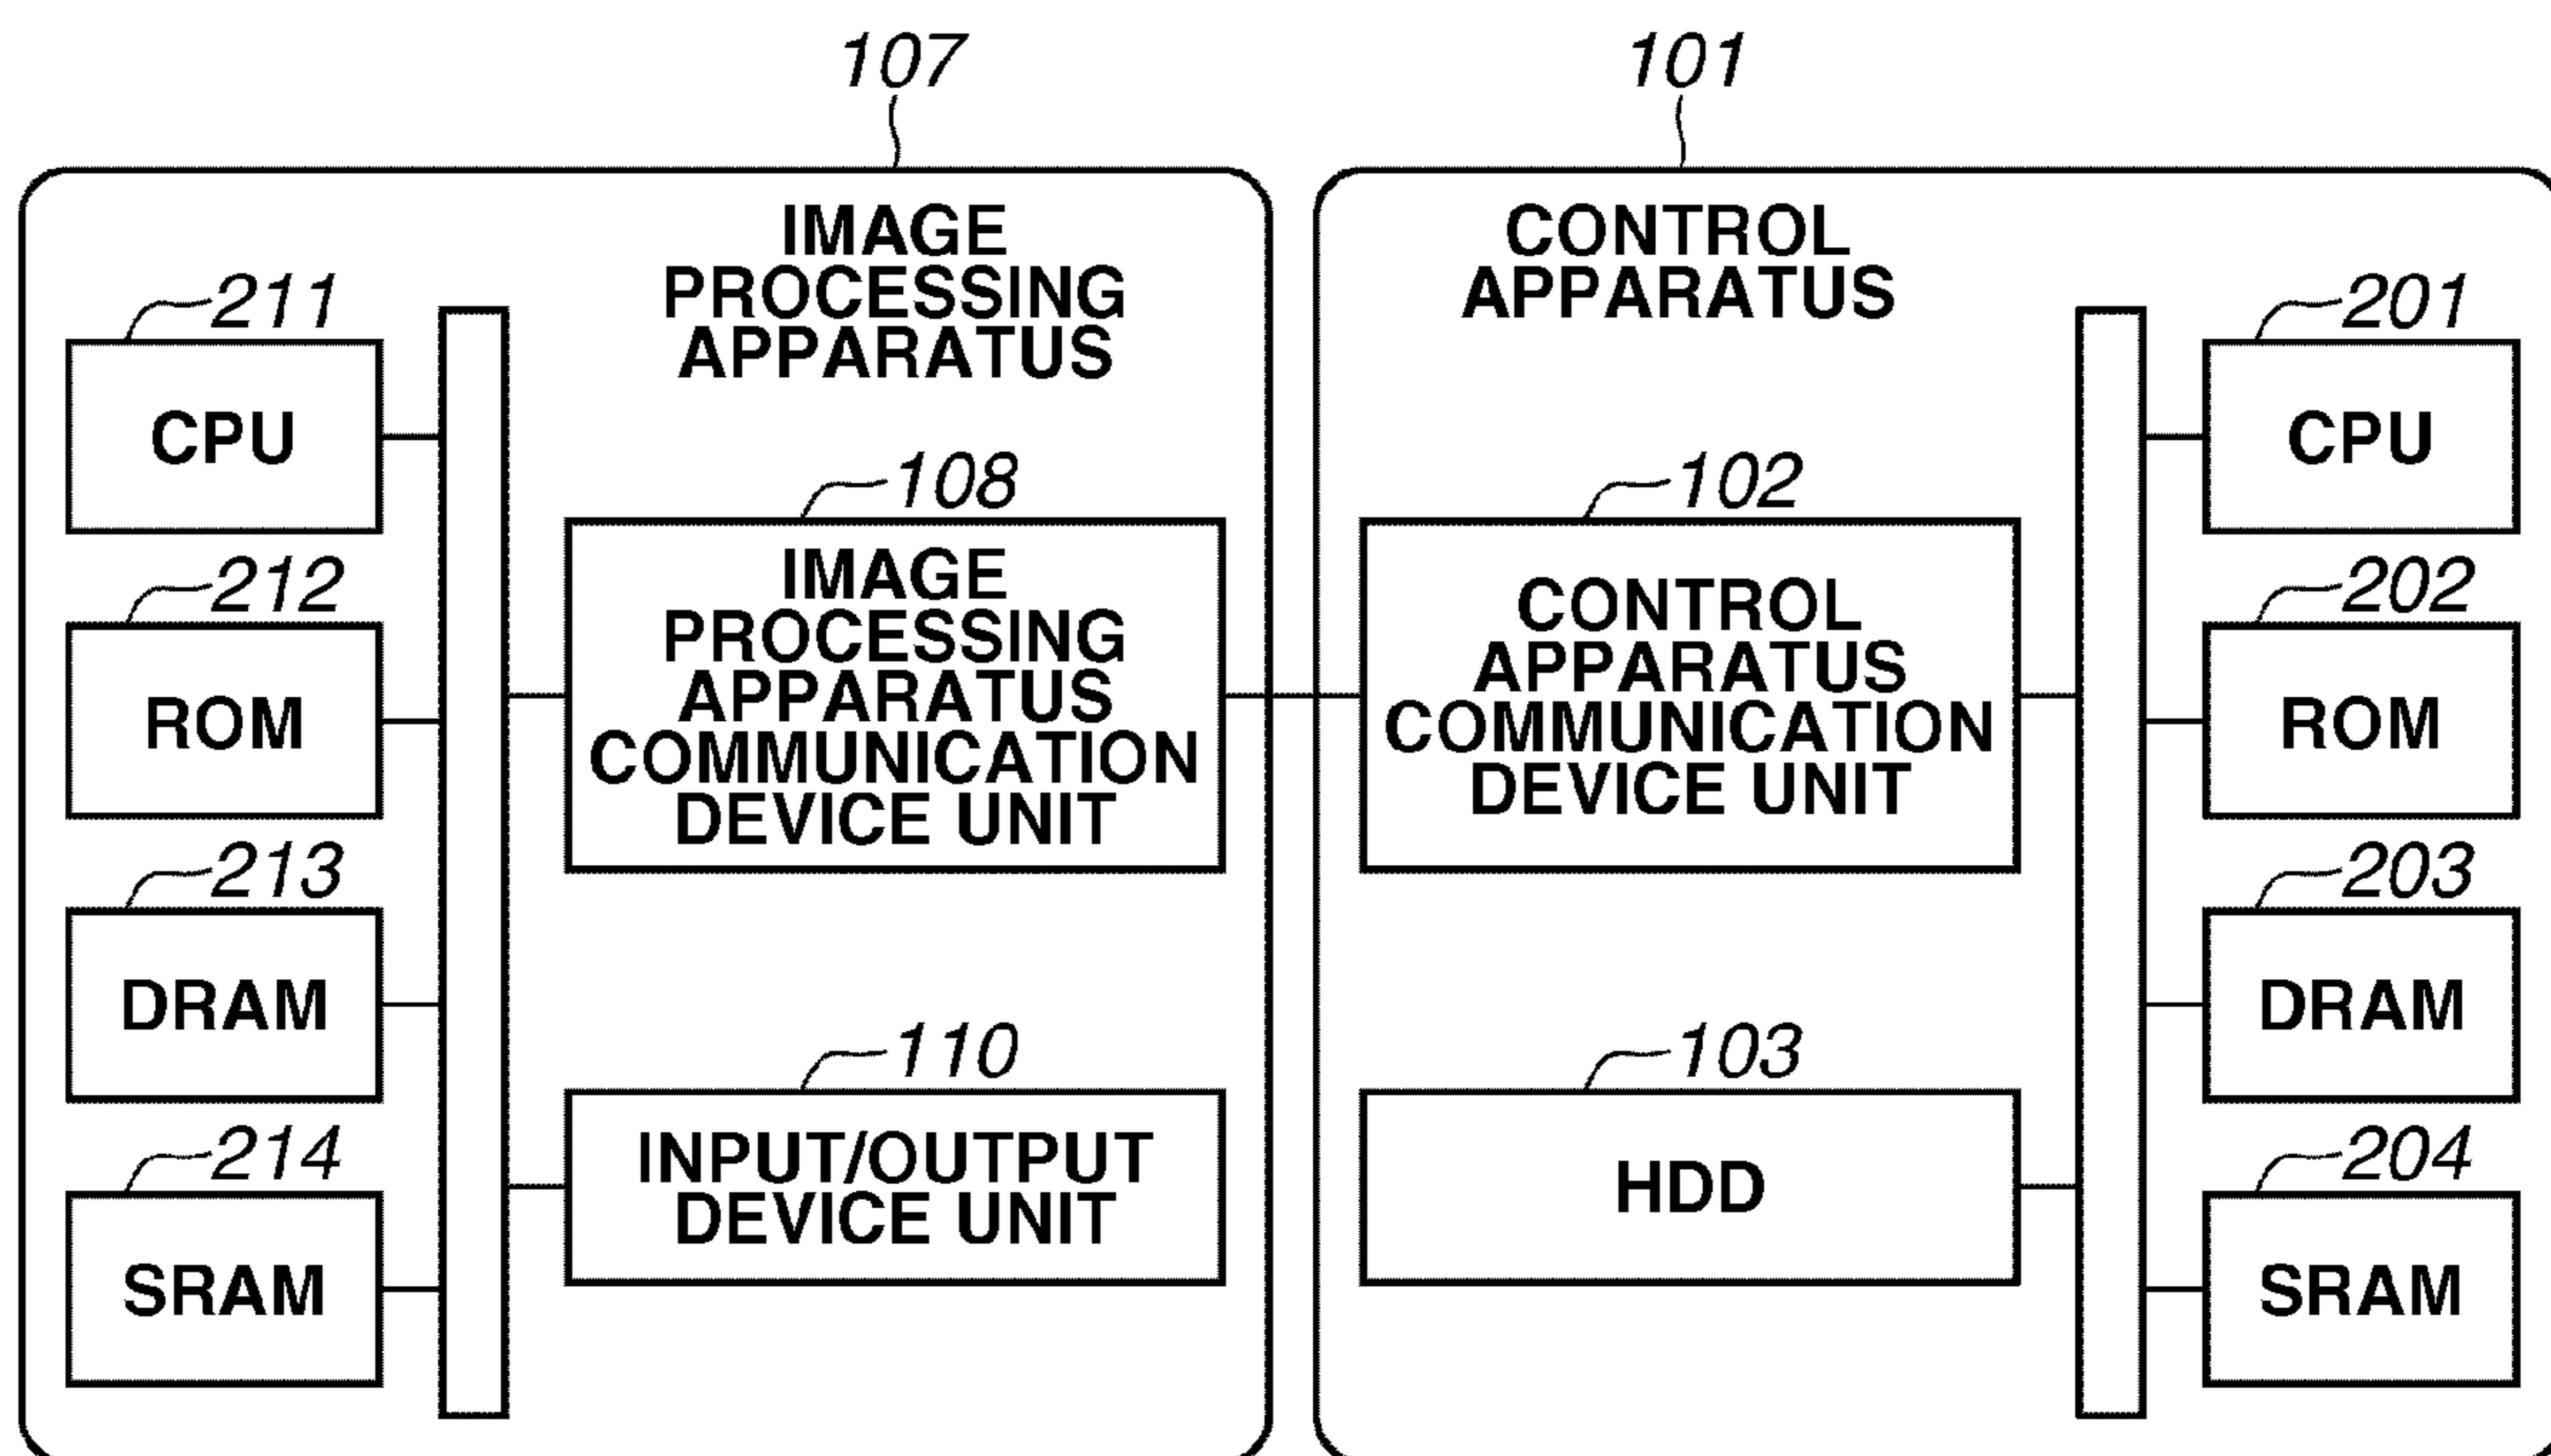 107
101
IMAGE
PROCESSING
APPARATUS
CONTROL
APPARATUS
211
CPU
212
ROM
213
DRAM
214
SRAM
108
IMAGE
PROCESSING
APPARATUS
COMMUNICATION
DEVICE UNIT
110
INPUT/OUTPUT
DEVICE UNIT
102
CONTROL
APPARATUS
COMMUNICATION
DEVICE UNIT
103
HDD
201
CPU
202
ROM
203
DRAM
204
SRAM